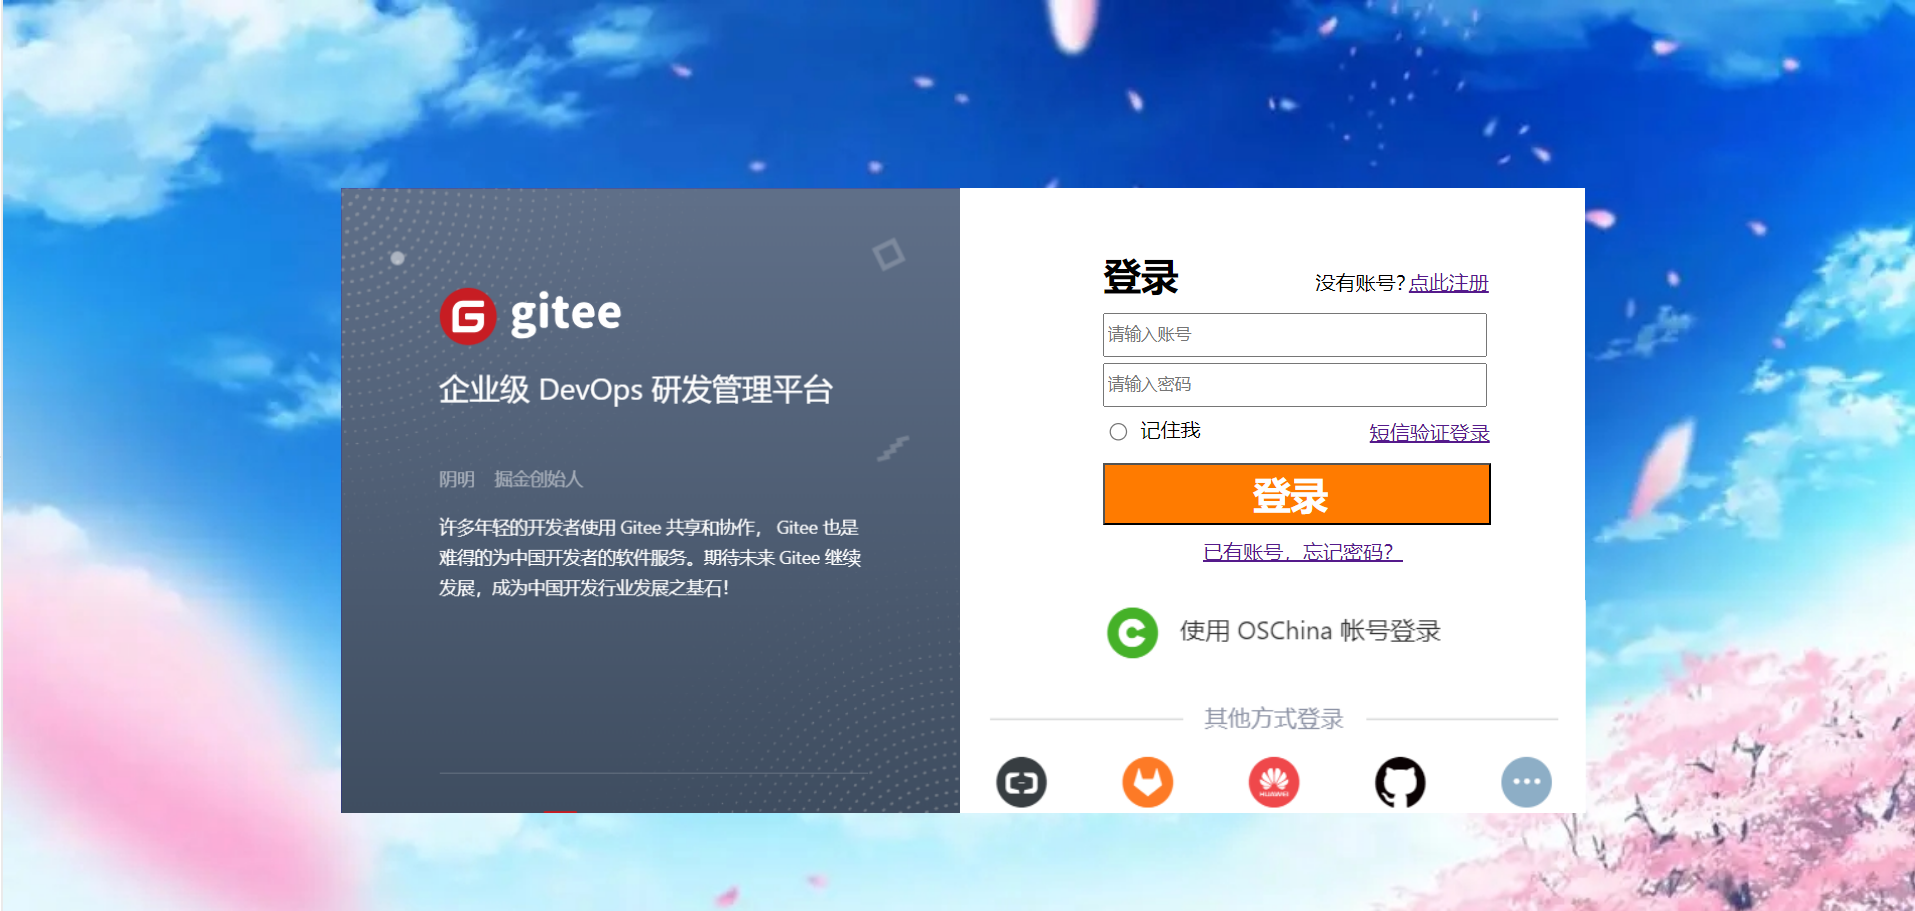 gitee
企业级 DevOps 研发管理平台
阴明 掘金创始人
许多年轻的开发者使用 Gitee 共享和协作， Gitee 也是
难得的为中国开发者的软件服务。期待未来 Gitee 继续
发展，成为中国开发行业发展之基石！
登录
没有账号? 点此注册
请输入账号
请输入密码
记住我
短信验证登录
登录
已有账号，忘记密码？
使用 OSChina 帐号登录
其他方式登录
HUAWEI